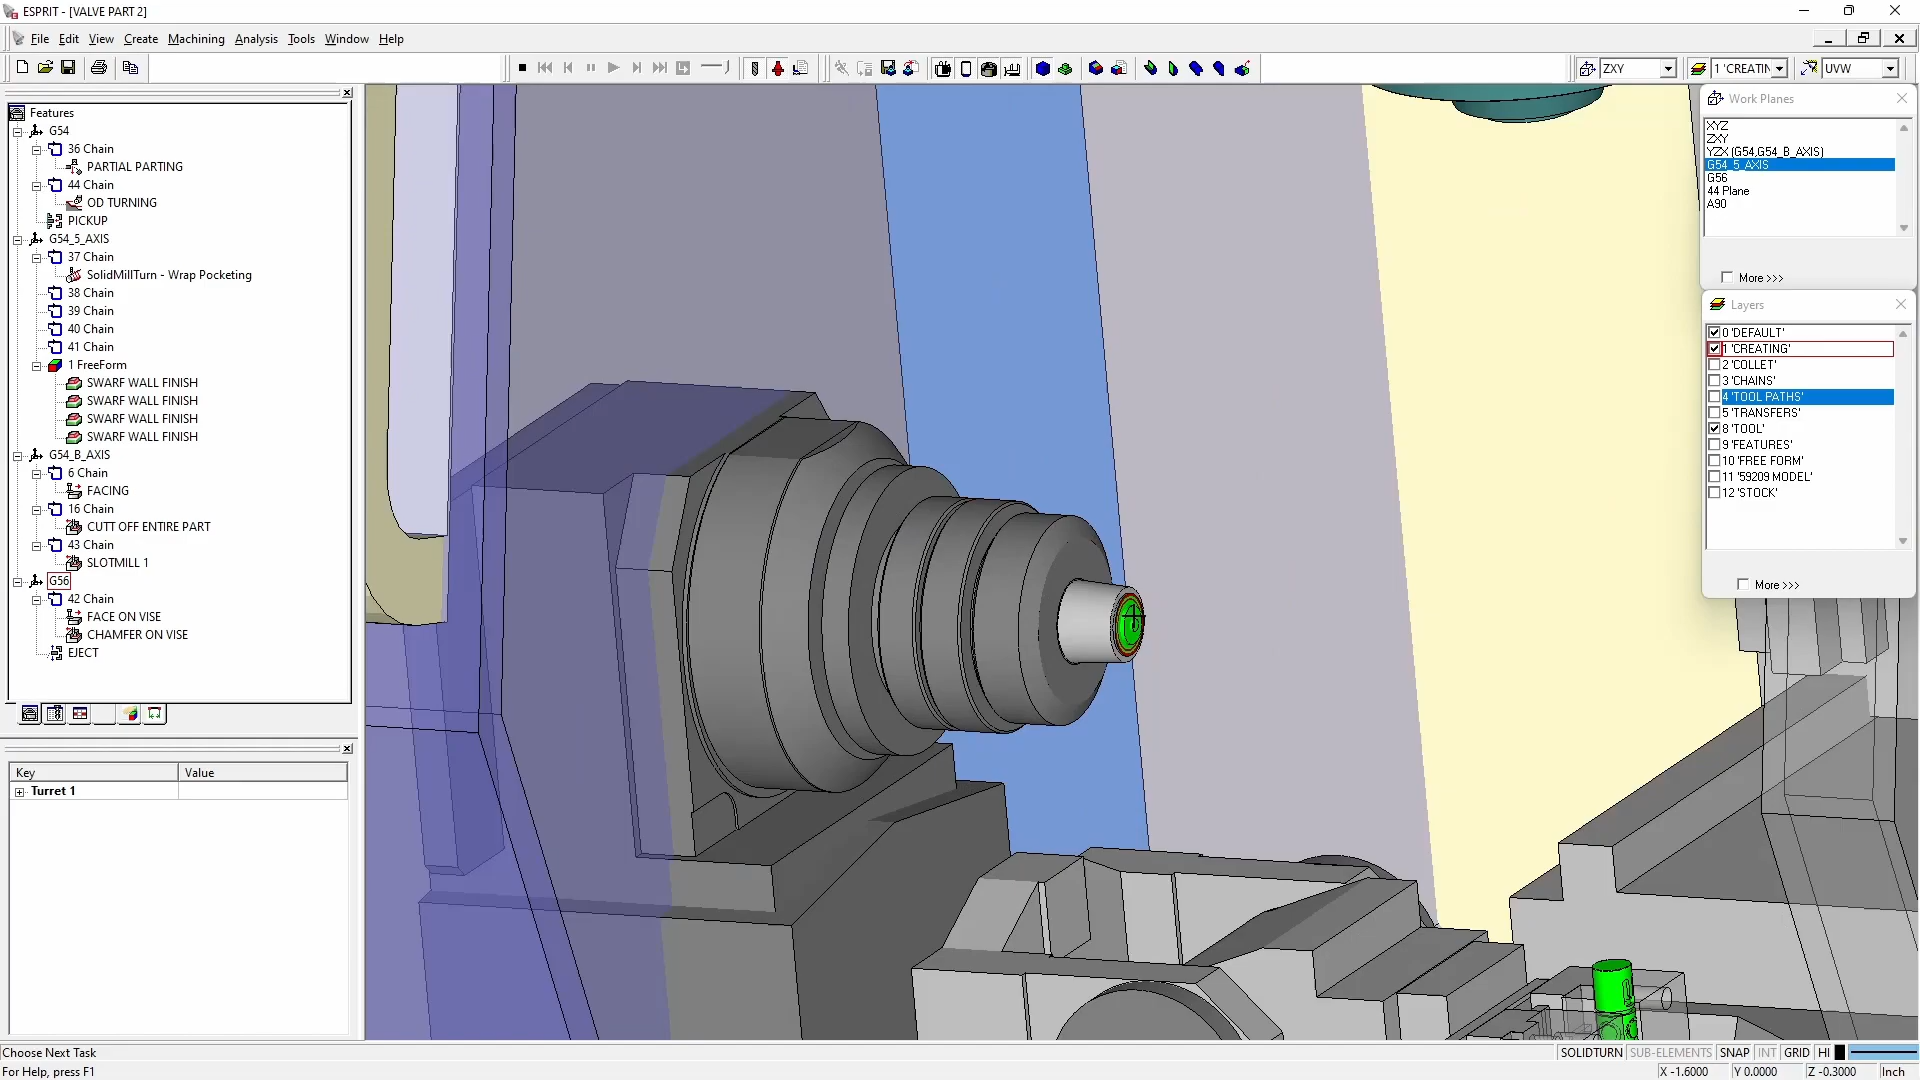 ESPRIT - [VALVE PART 2]
File Edit View Create Machining Analysis Tools Window Help
ZXY
1 'CREATIN
UVW
Features
G54
36 Chain
PARTIAL PARTING
44 Chain
OD TURNING
PICKUP
G54_5_AXIS
37 Chain
SolidMillTurn - Wrap Pocketing
38 Chain
39 Chain
40 Chain
41 Chain
1 FreeForm
SWARF WALL FINISH
SWARF WALL FINISH
SWARF WALL FINISH
SWARF WALL FINISH
G54_B_AXIS
6 Chain
FACING
16 Chain
CUTT OFF ENTIRE PART
43 Chain
SLOTMILL 1
G56
42 Chain
FACE ON VISE
CHAMFER ON VISE
EJECT
Key Value
Turret 1
Work Planes
XYZ
ZXY
YZX (G54,G54_B_AXIS)
G54_5_AXIS
G56
44 Plane
A90
More >>>
Layers
0 'DEFAULT'
1 'CREATING'
2 'COLLET'
3 'CHAINS'
4 'TOOL PATHS'
5 'TRANSFERS'
8 'TOOL'
9 'FEATURES'
10 'FREE FORM'
11 '59209 MODEL'
12 'STOCK'
More >>>
Choose Next Task
SOLIDTURN SUB-ELEMENTS SNAP INT GRID HI
For Help, press F1
X -1.6000 Y 0.0000 Z -0.3000 Inch